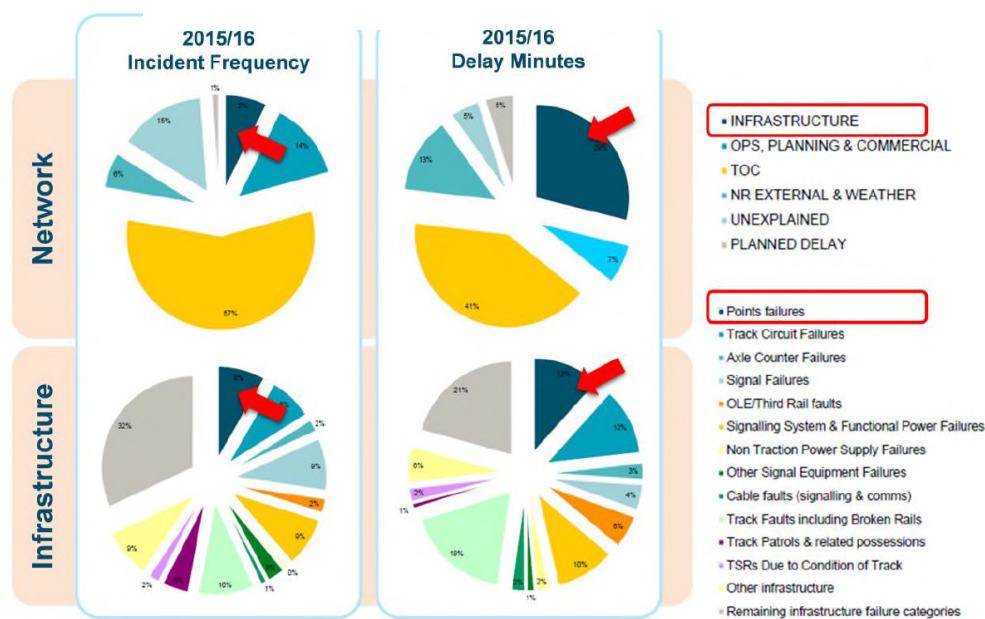 2015/16
Incident Frequency
2015/16
Delay Minutes
Network
1%
15%
6%
14%
67%
5%
5%
13%
7%
41%
INFRASTRUCTURE
OPS, PLANNING & COMMERCIAL
TOC
NR EXTERNAL & WEATHER
UNEXPLAINED
PLANNED DELAY
Infrastructure
32%
2%
9%
2%
9%
0%
1%
10%
2%
9%
21%
12%
3%
4%
6%
10%
2%
1%
18%
1%
2%
6%
Points failures
Track Circuit Failures
Axle Counter Failures
Signal Failures
OLE/Third Rail faults
Signalling System & Functional Power Failures
Non Traction Power Supply Failures
Other Signal Equipment Failures
Cable faults (signalling & comms)
Track Faults including Broken Rails
Track Patrols & related possessions
TSRs Due to Condition of Track
Other infrastructure
Remaining infrastructure failure categories